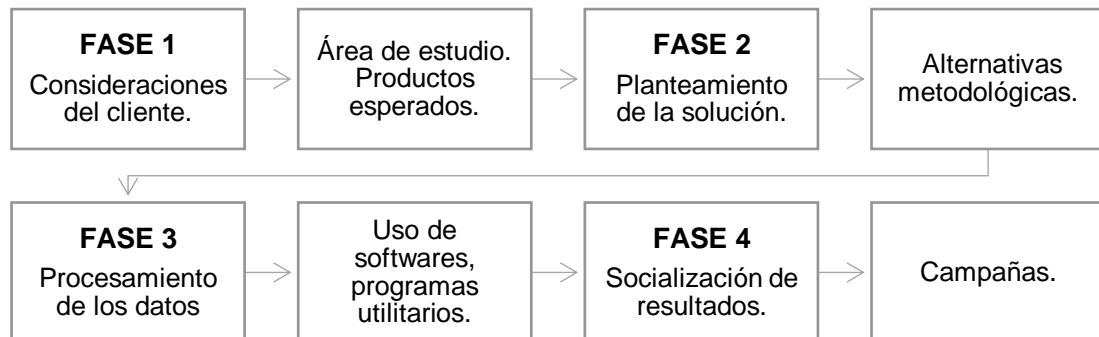 FASE 1
Consideraciones
del cliente.
Área de estudio.
Productos
esperados.
FASE 2
Planteamiento
de la solución.
Alternativas
metodológicas.
FASE 3
Procesamiento
de los datos
Uso de
softwares,
programas
utilitarios.
FASE 4
Socialización de
resultados.
Campañas.